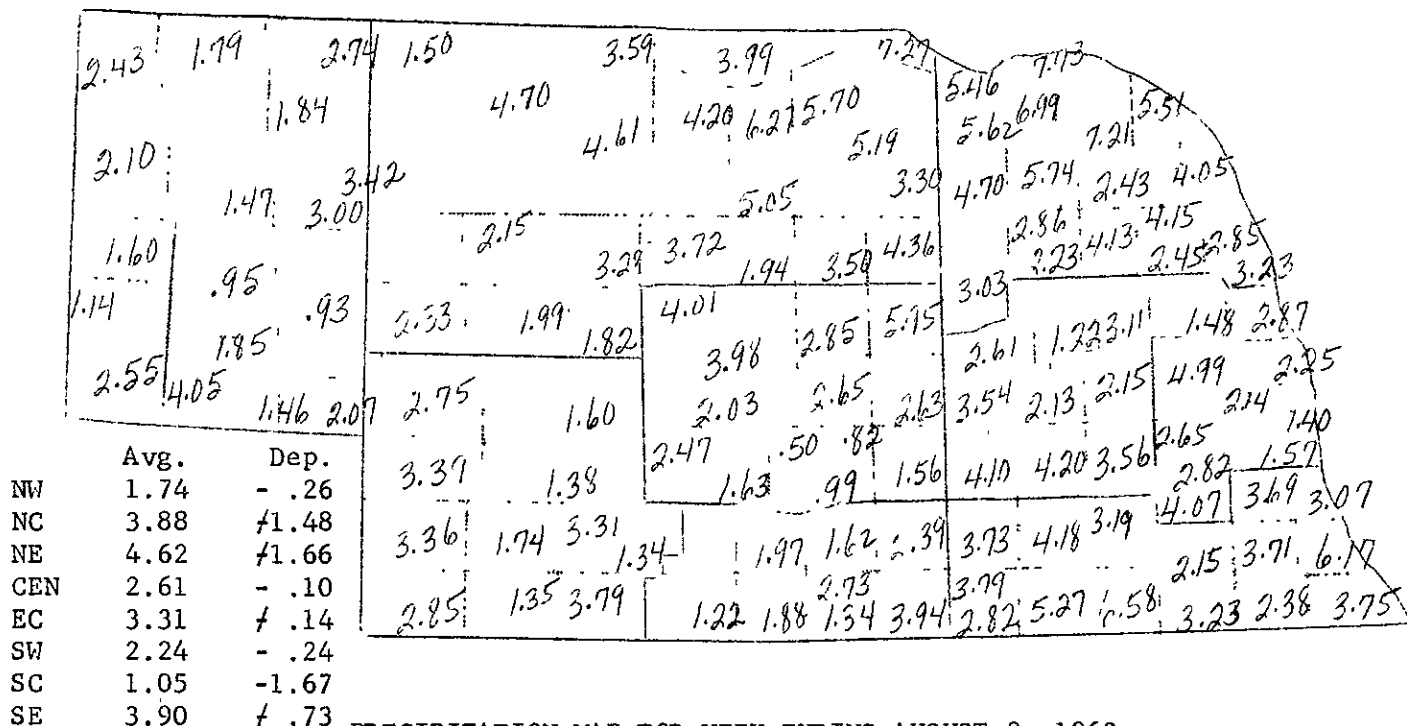 2.43 1.79 2.74 1.50 3.59 3.99 7.27 7.73
1.84 4.70 4.20 6.27 5.70 5.46 6.99 5.51
4.61 5.19 5.62 7.21
2.10 3.42 3.30 4.70 5.74 2.43 4.05
1.47 3.00 5.05 2.86 4.15
1.60 2.15 3.29 3.72 1.94 3.50 4.36 2.23 4.13 2.45 2.85
1.14 .95 .93 2.33 1.99 4.01 3.03 3.23
1.85 1.82 3.98 2.85 2.61 1.22 3.11 1.48 2.87
2.55 4.05 2.75 1.60 2.03 2.65 2.63 3.54 2.13 2.15 4.99 2.25
1.46 2.07 2.47 .50 .82 2.65 1.40
Avg. Dep. 3.37 1.38 1.63 .99 1.56 4.10 4.20 3.56 2.82 1.57
NW 1.74 - .26 4.07 3.69 3.07
NC 3.88 +1.48 3.36 1.74 3.31 1.34 1.97 1.62 2.39 3.73 4.18 3.19
NE 4.62 +1.66 2.15 3.71 6.17
CEN 2.61 - .10 2.85 1.35 3.79 2.73 3.79
EC 3.31 + .14 1.22 1.88 1.34 3.94 2.82 5.27 3.23 2.38 3.75
SW 2.24 - .24
SC 1.05 -1.67
SE 3.90 + .73